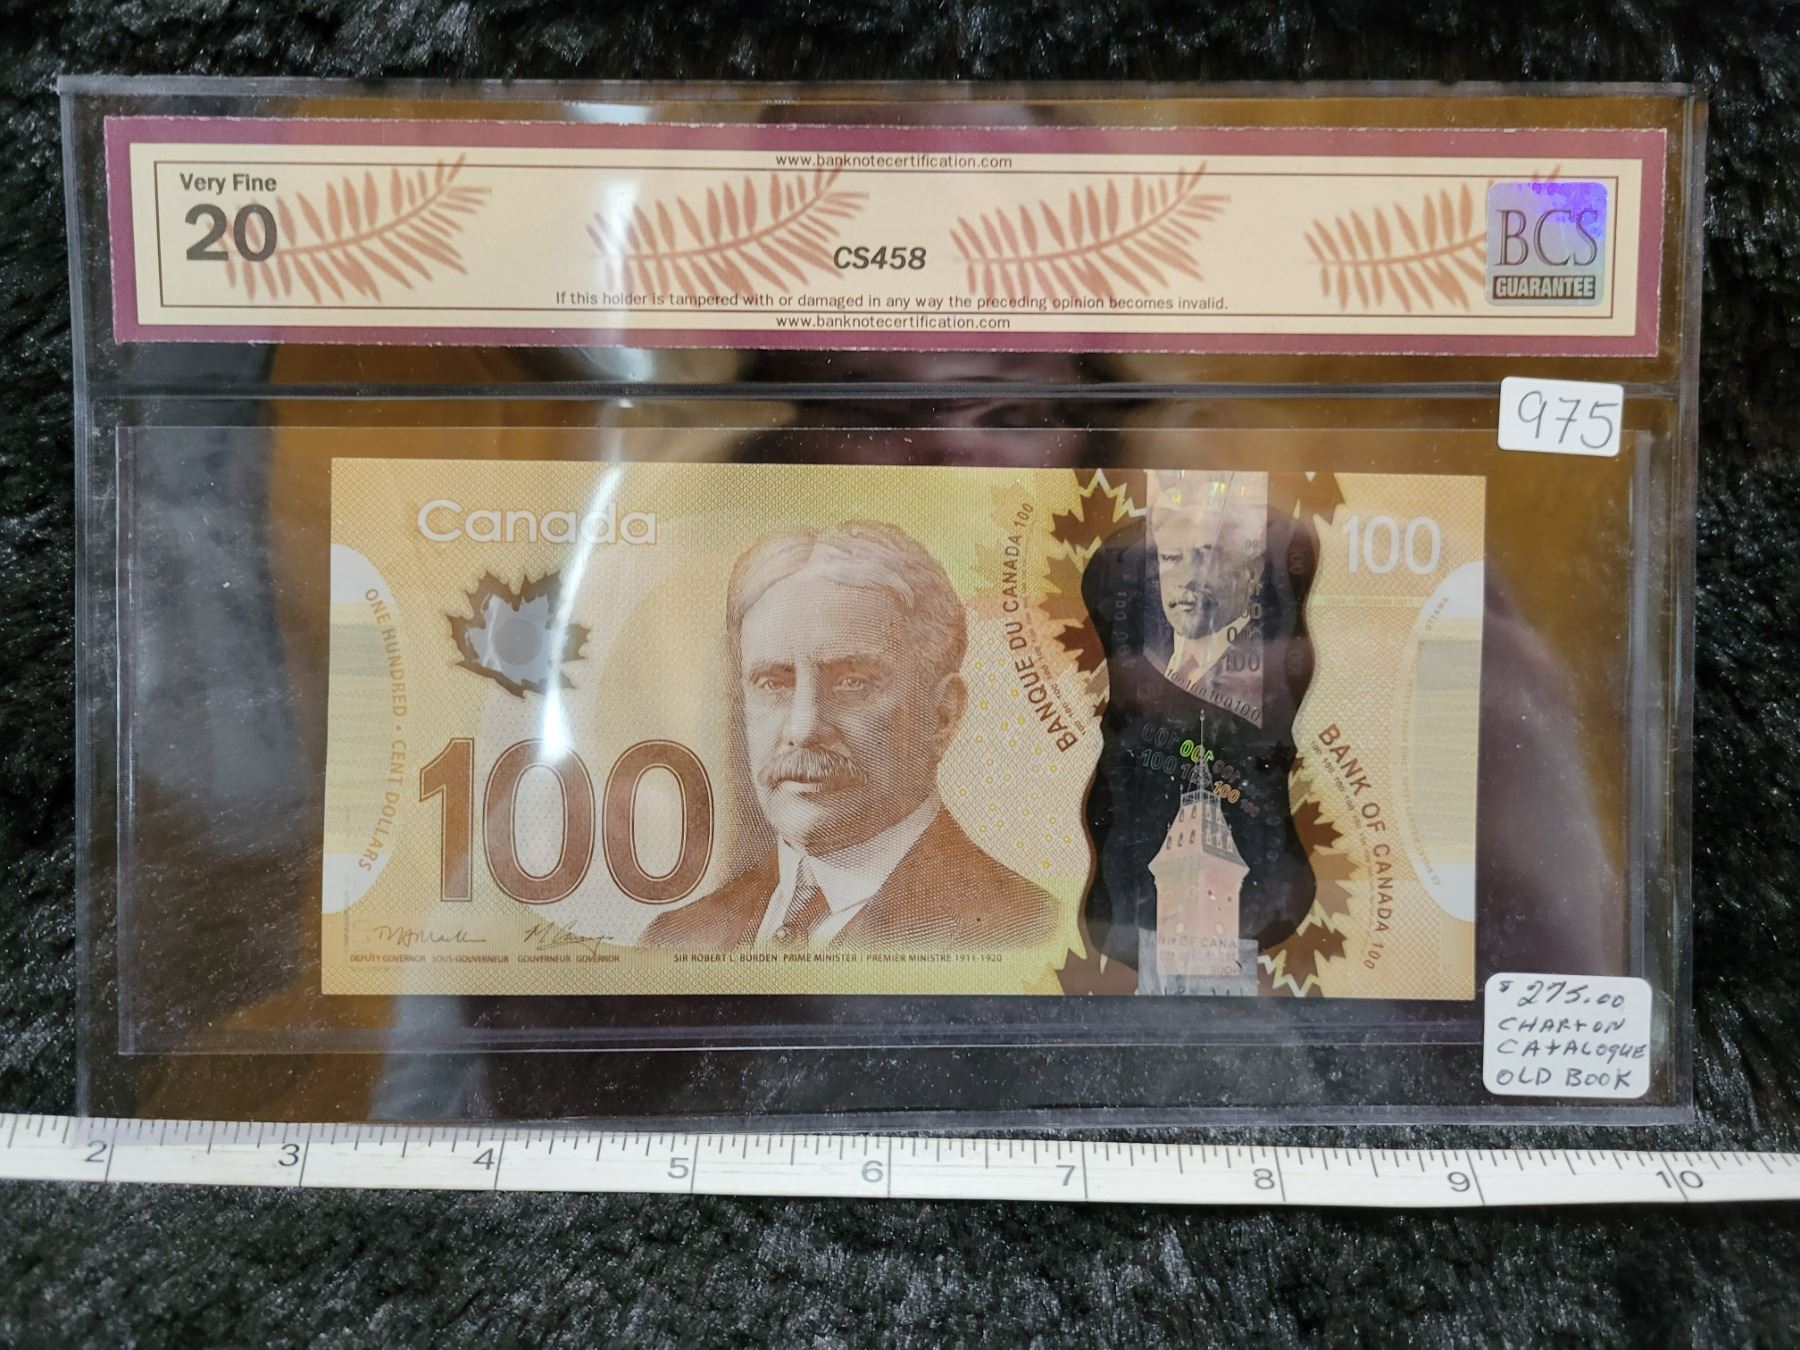 www.banknotecertification.com
Very Fine
20
CS458
BCS
GUARANTEE
If this holder is tampered with or damaged in any way the preceding opinion becomes invalid.
www.banknotecertification.com
975
Canada
100
ONE HUNDRED • CENT DOLLARS
100
BANQUE DU CANADA 100
100
100100100100
BANK OF CANADA 100
OTTAWA
DEPUTY GOVERNOR SOUS-GOUVERNEUR GOUVERNEUR GOVERNOR
SIR ROBERT L. BORDEN PRIME MINISTER / PREMIER MINISTRE 1911-1920
$275.00
CHARTON
CATALOGUE
OLD BOOK
2 3 4 5 6 7 8 9 10